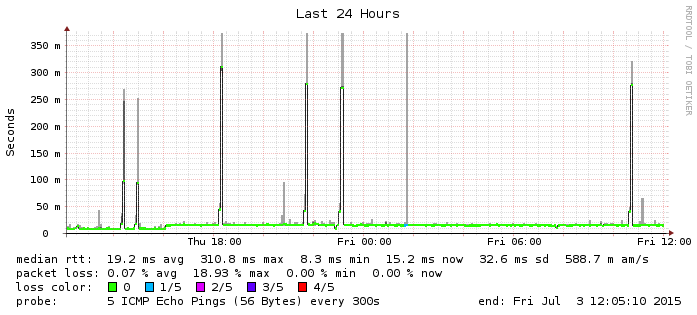 Last 24 Hours
RRDTOOL / TOBI OETIKER
Seconds
350 m
300 m
250 m
200 m
150 m
100 m
50 m
0
Thu 18:00 Fri 00:00 Fri 06:00 Fri 12:00
median rtt: 19.2 ms avg 310.8 ms max 8.3 ms min 15.2 ms now 32.6 ms sd 588.7 m am/s
packet loss: 0.07 % avg 18.93 % max 0.00 % min 0.00 % now
loss color: 0 1/5 2/5 3/5 4/5
probe: 5 ICMP Echo Pings (56 Bytes) every 300s end: Fri Jul 3 12:05:10 2015